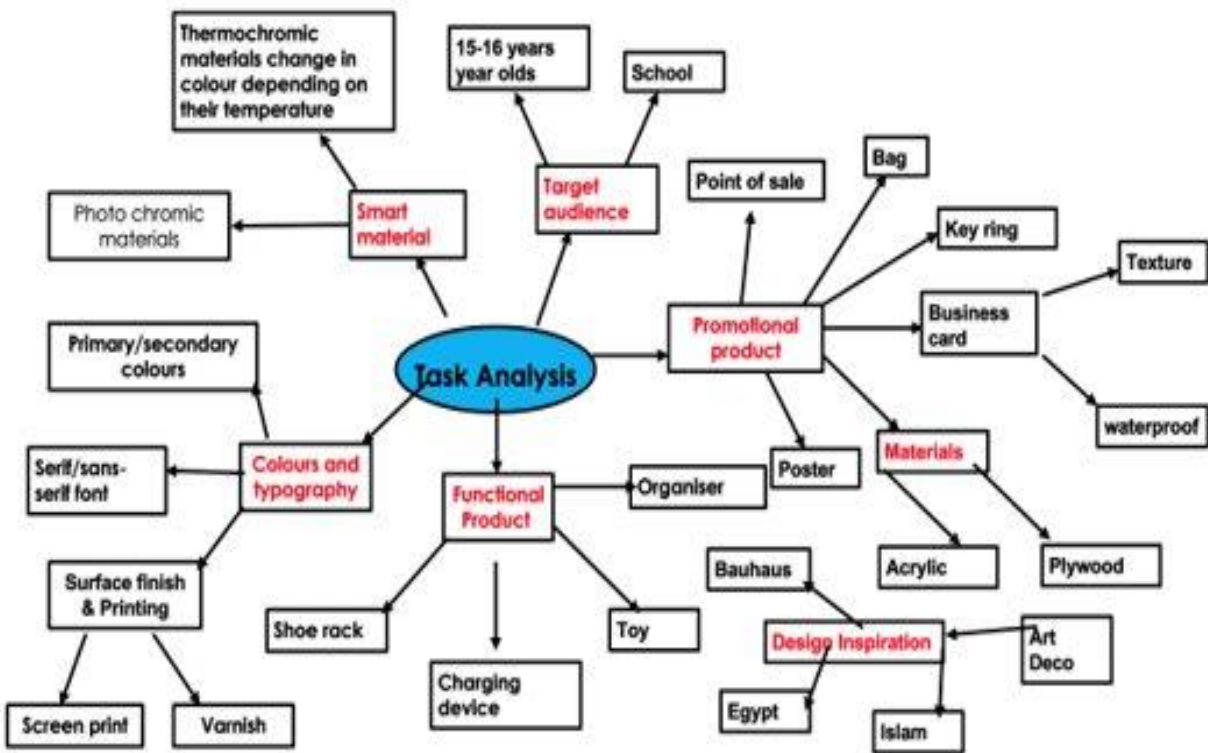 Thermochromic
materials change in
colour depending on
their temperature
15-16 years
year olds
School
Point of sale
Bag
Key ring
Texture
Photo chromic
materials
Smart
material
Target
audience
Promotional
product
Business
card
waterproof
Primary/secondary
colours
Task Analysis
Serif/sans-
serif font
Colours and
typography
Functional
Product
Organiser
Poster
Materials
Acrylic
Plywood
Surface finish
& Printing
Shoe rack
Charging
device
Toy
Bauhaus
Design Inspiration
Art
Deco
Egypt
Islam
Screen print
Varnish